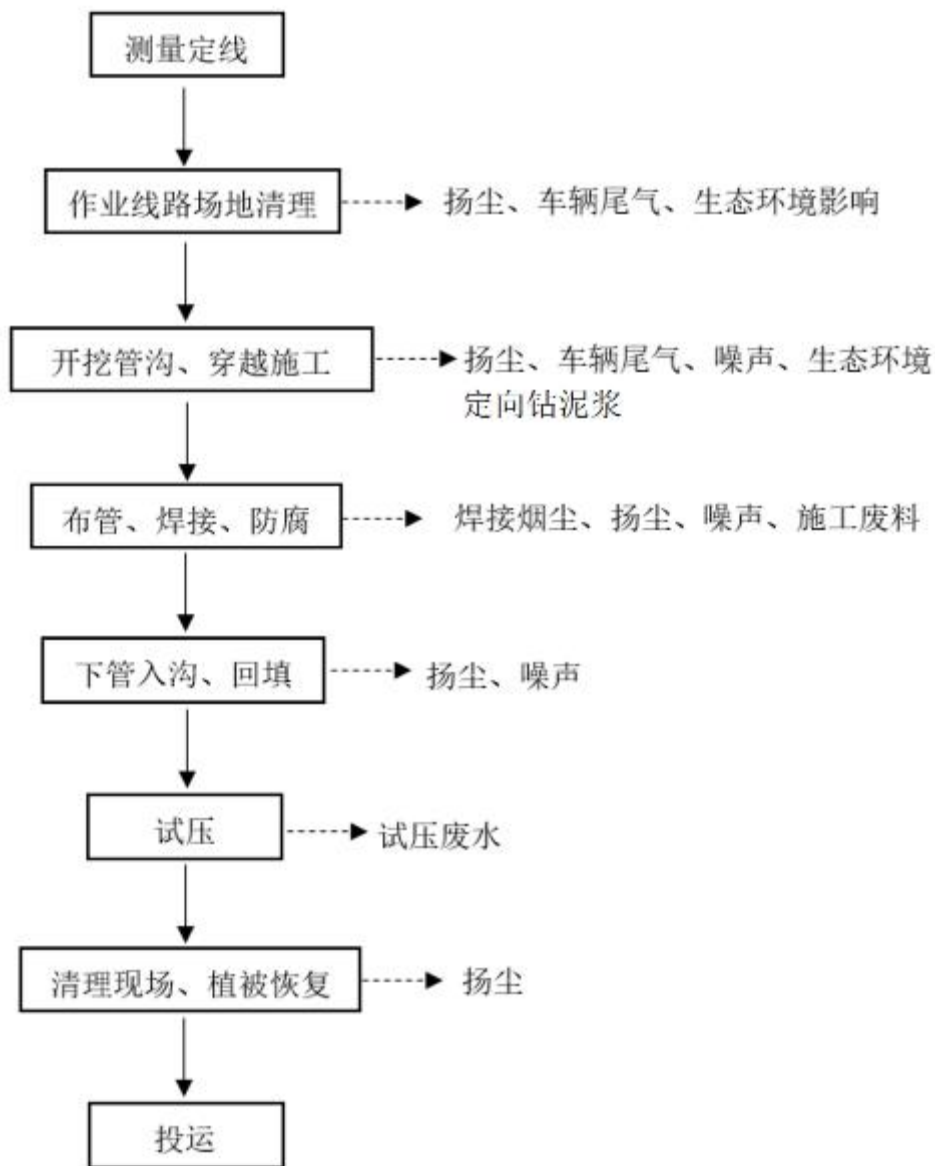 测量定线
作业线路场地清理
扬尘、车辆尾气、生态环境影响
开挖管沟、穿越施工
扬尘、车辆尾气、噪声、生态环境
定向钻泥浆
布管、焊接、防腐
焊接烟尘、扬尘、噪声、施工废料
下管入沟、回填
扬尘、噪声
试压
试压废水
清理现场、植被恢复
扬尘
投运